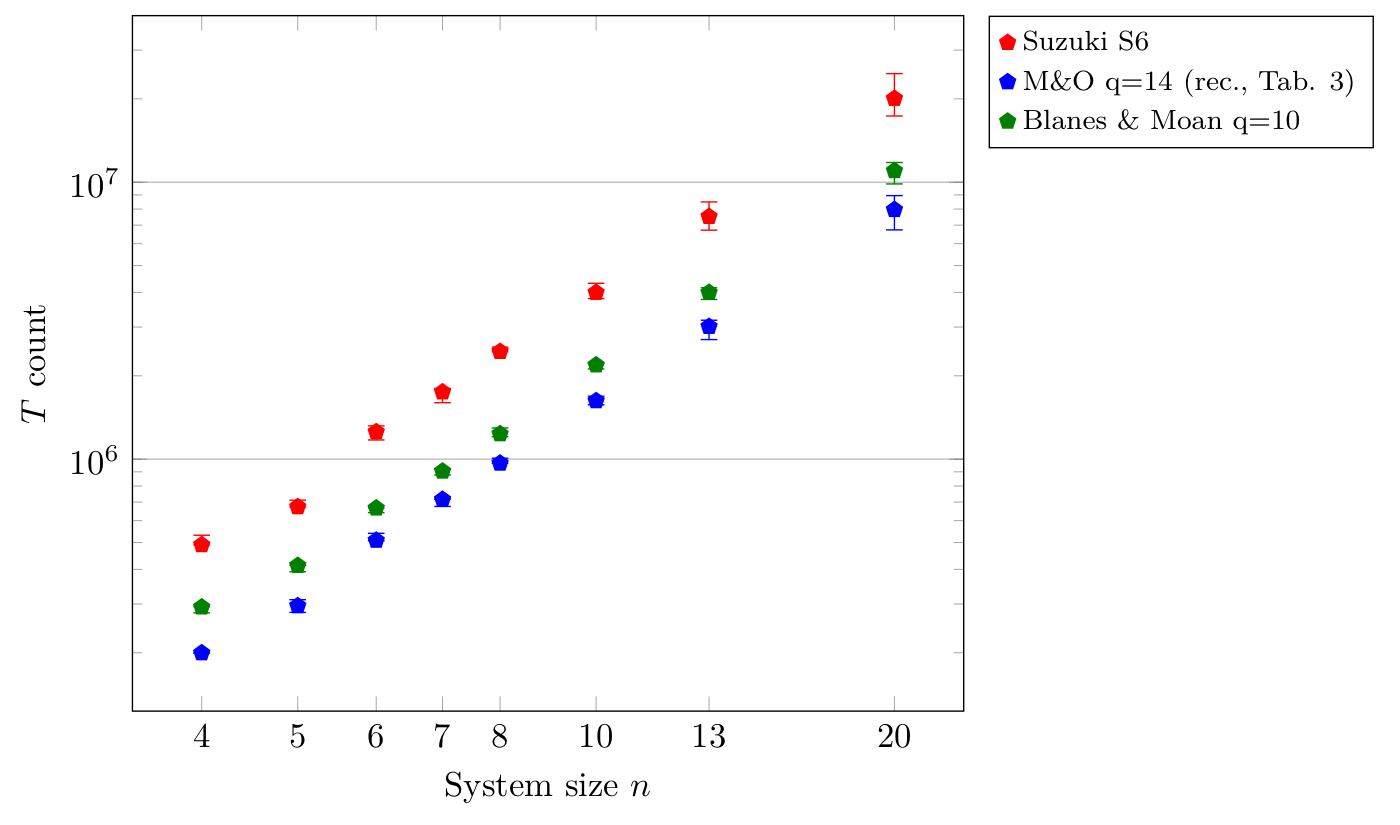 Suzuki S6
M&O q=14 (rec., Tab. 3)
Blanes & Moan q=10
10^7
10^6
T count
4 5 6 7 8 10 13 20
System size n